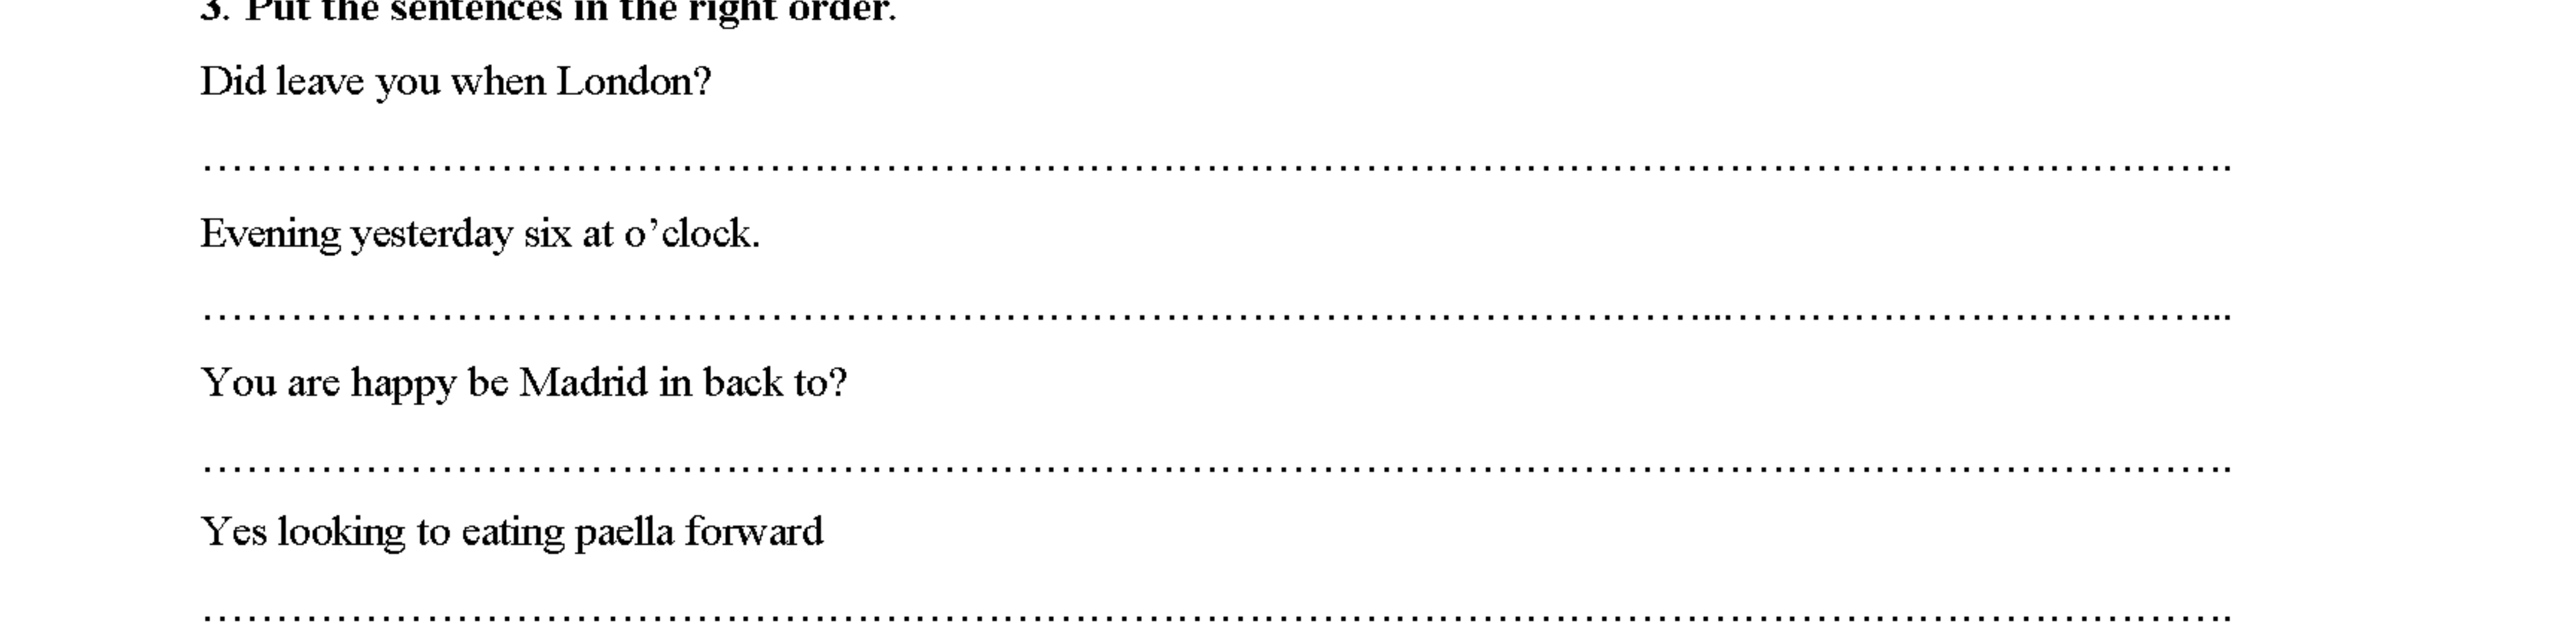 3. Put the sentences in the right order.
Did leave you when London?
……………………………………………………………………………………………………………….
Evening yesterday six at o’clock.
…………………………………………………………………………………...……………………………...
You are happy be Madrid in back to?
……………………………………………………………………………………………………………….
Yes looking to eating paella forward
……………………………………………………………………………………………………………….